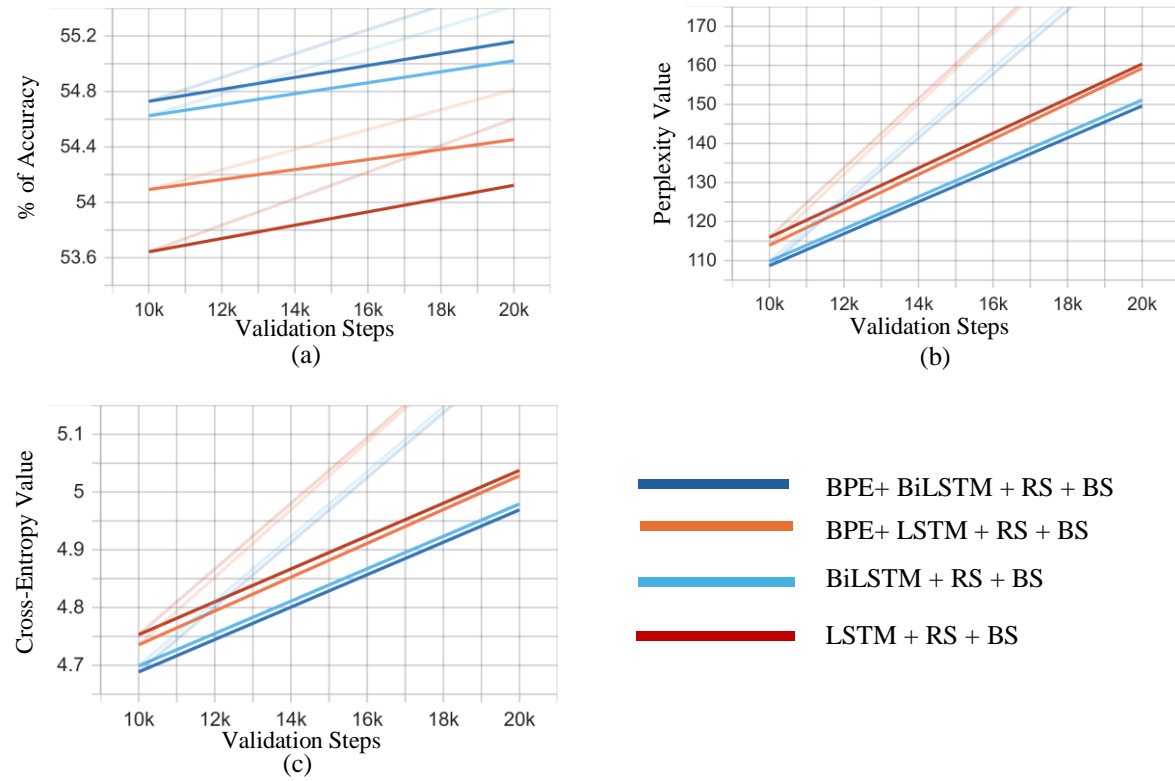 55.2
54.8
54.4
54
53.6
% of Accuracy
10k 12k 14k 16k 18k 20k
Validation Steps
(a)
170
160
150
140
130
120
110
Perplexity Value
10k 12k 14k 16k 18k 20k
Validation Steps
(b)
5.1
5
4.9
4.8
4.7
Cross-Entropy Value
10k 12k 14k 16k 18k 20k
Validation Steps
(c)
BPE+ BiLSTM + RS + BS
BPE+ LSTM + RS + BS
BiLSTM + RS + BS
LSTM + RS + BS